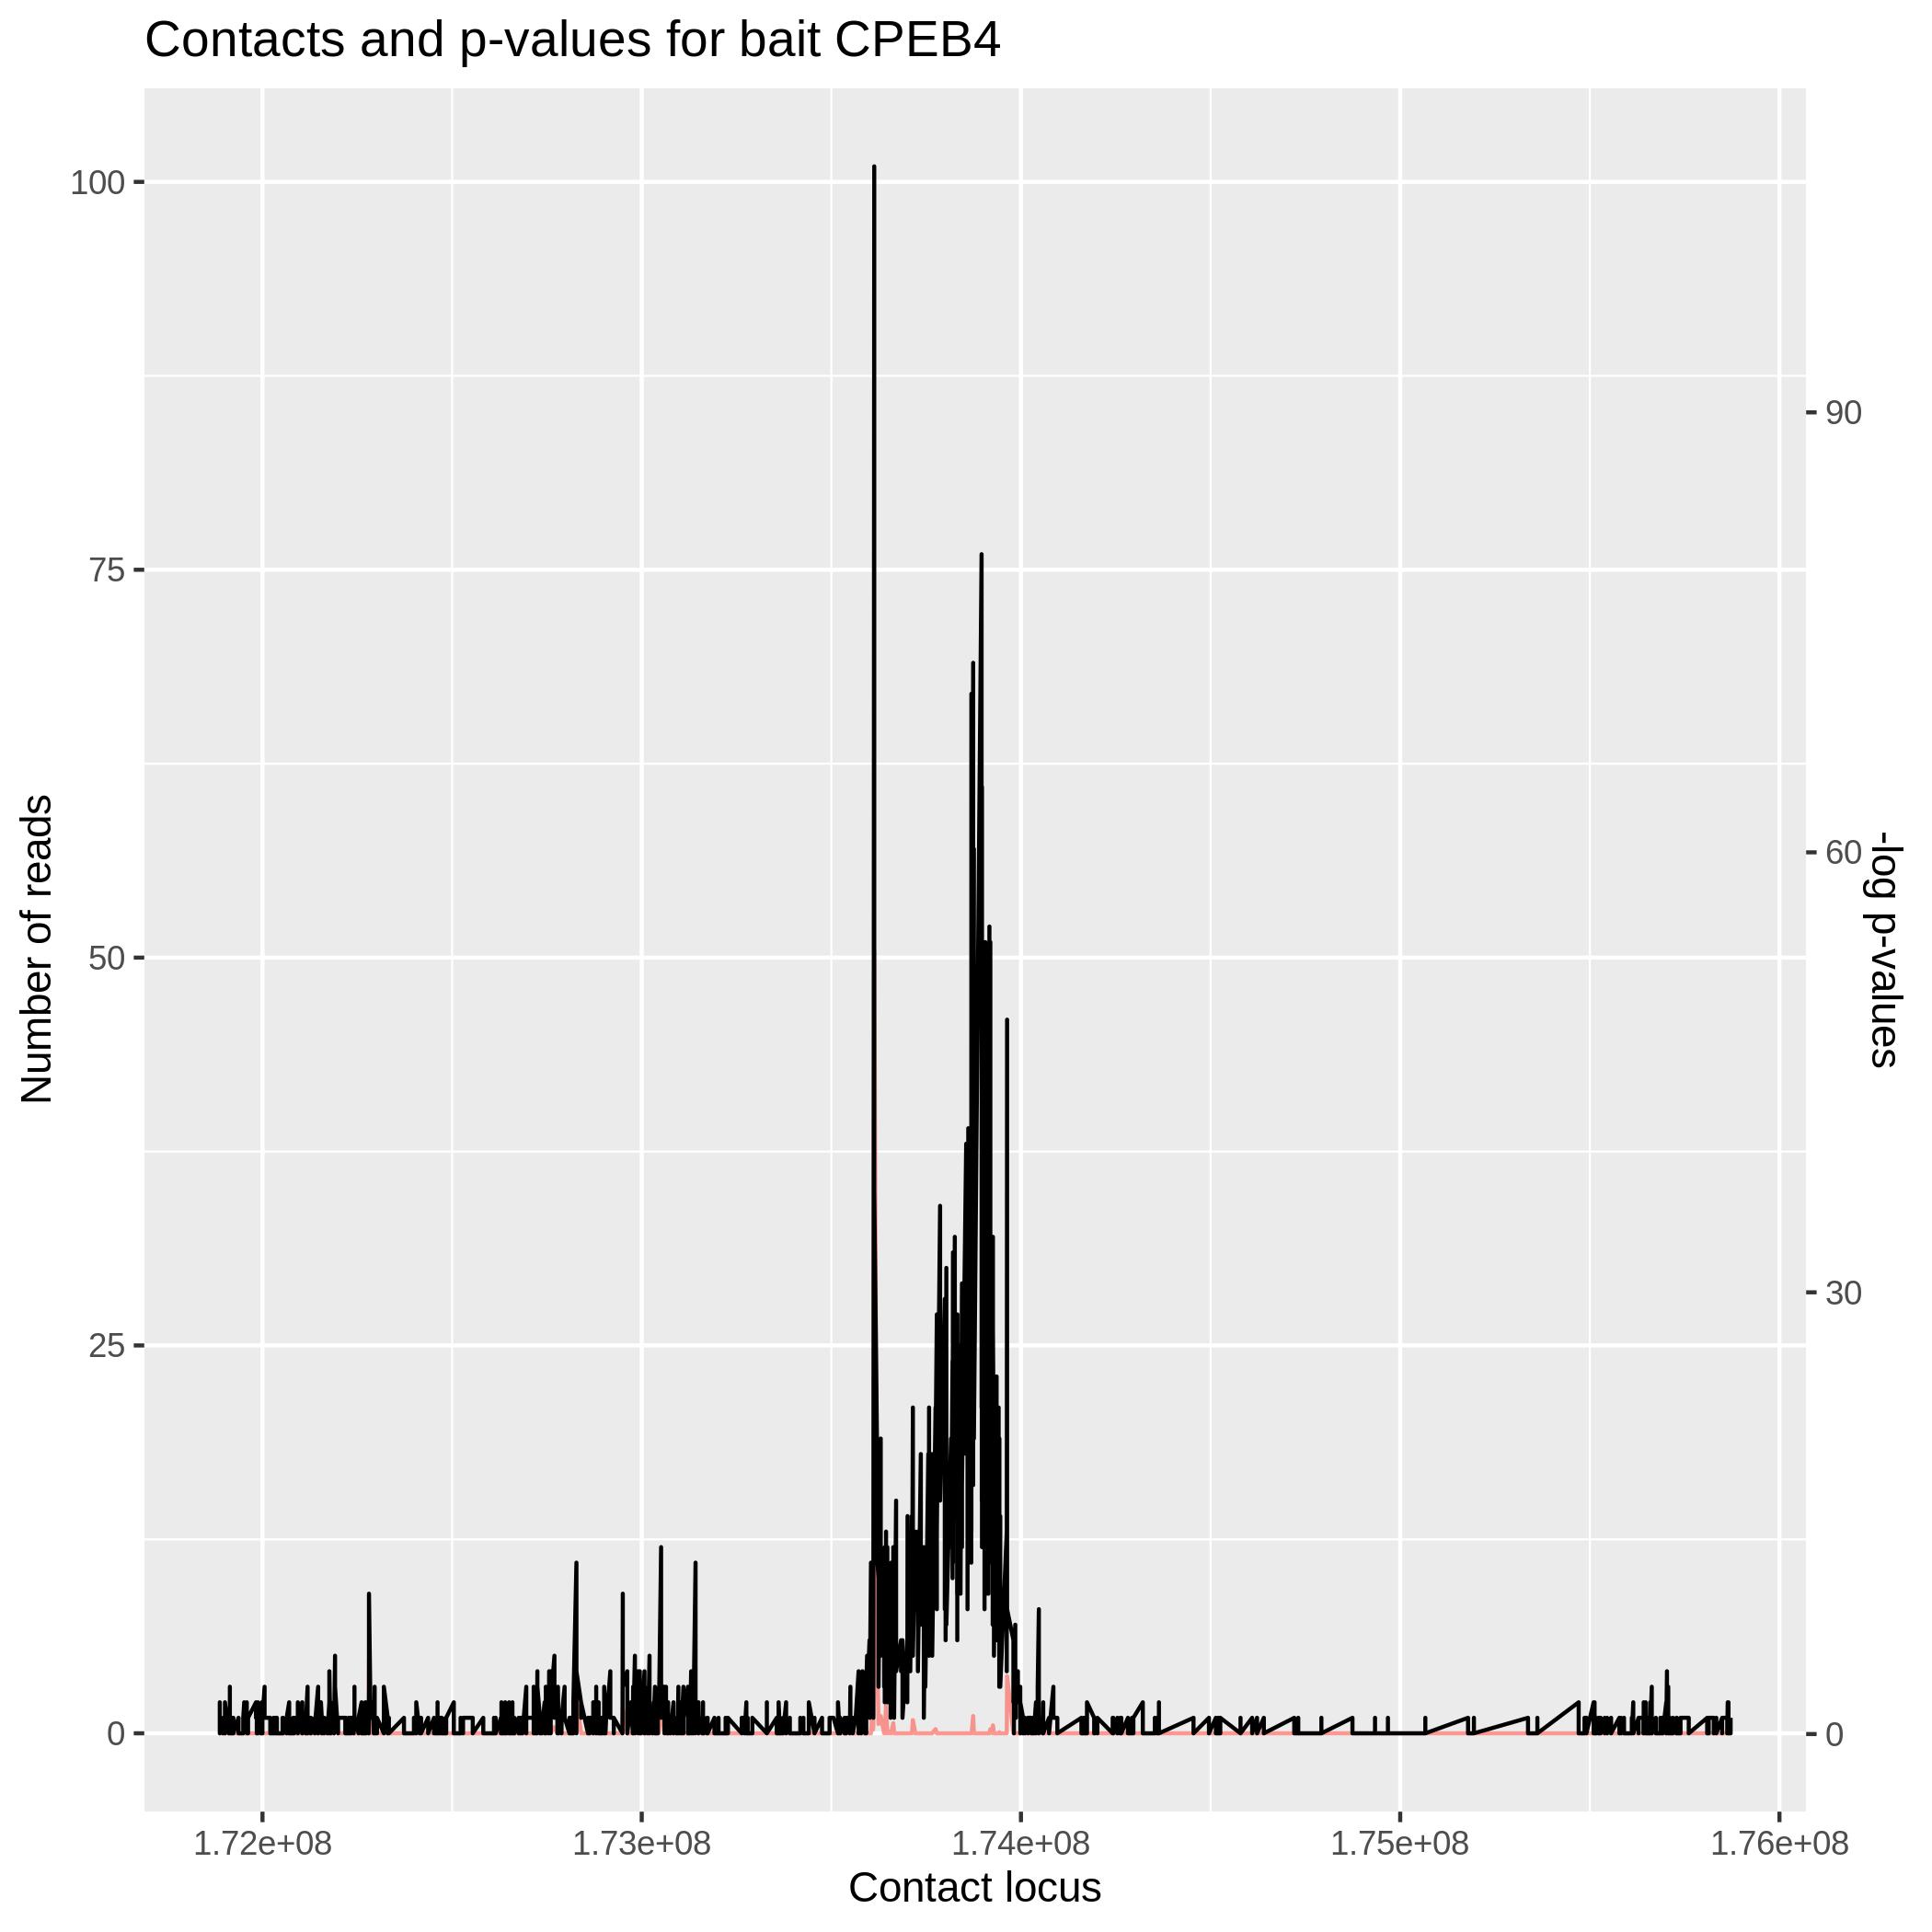 Contacts and p-values for bait CPEB4
100
75
50
25
0
Number of reads
90
60
30
0
-log p-values
1.72e+08
1.73e+08
1.74e+08
1.75e+08
1.76e+08
Contact locus